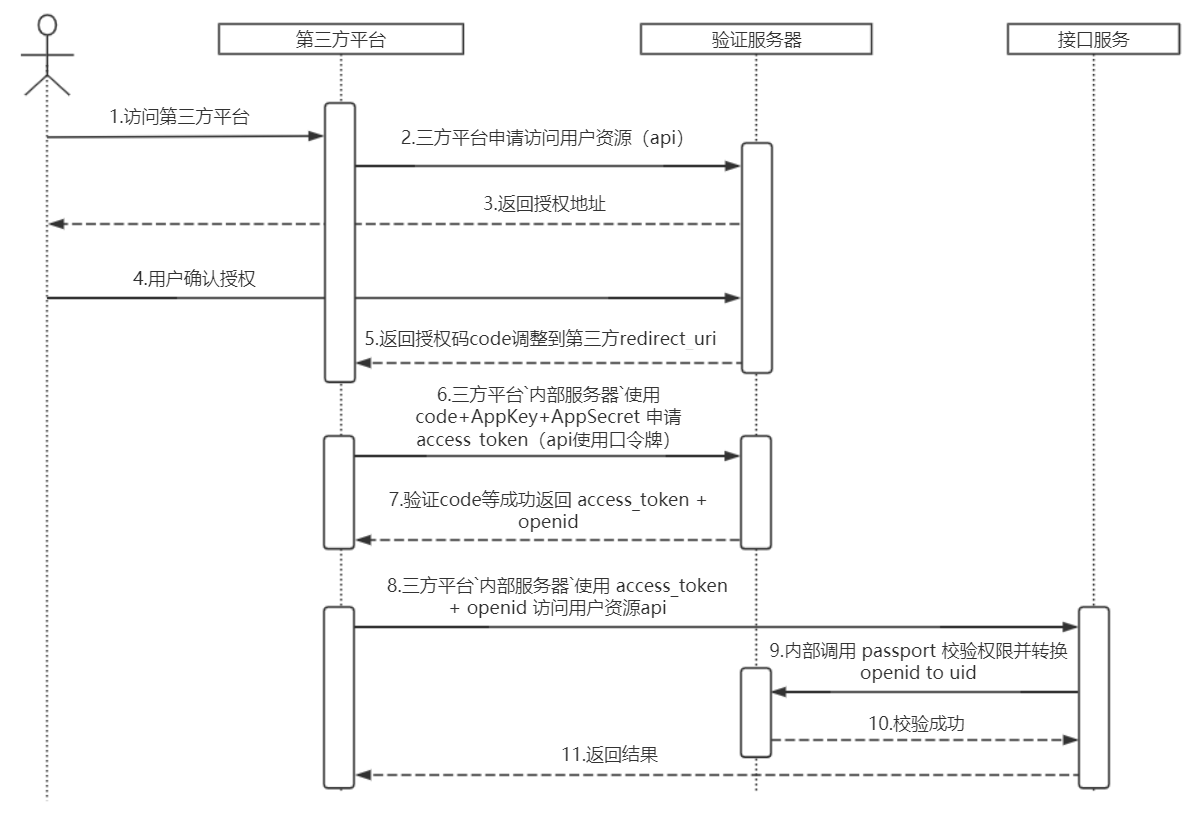 第三方平台
验证服务器
接口服务
1.访问第三方平台
2.三方平台申请访问用户资源（api）
3.返回授权地址
4.用户确认授权
5.返回授权码code调整到第三方redirect_uri
6.三方平台`内部服务器`使用
code+AppKey+AppSecret 申请
access token（api使用口令牌）
7.验证code等成功返回 access_token +
openid
8.三方平台`内部服务器`使用 access_token
+ openid 访问用户资源api
9.内部调用 passport 校验权限并转换
openid to uid
10.校验成功
11.返回结果